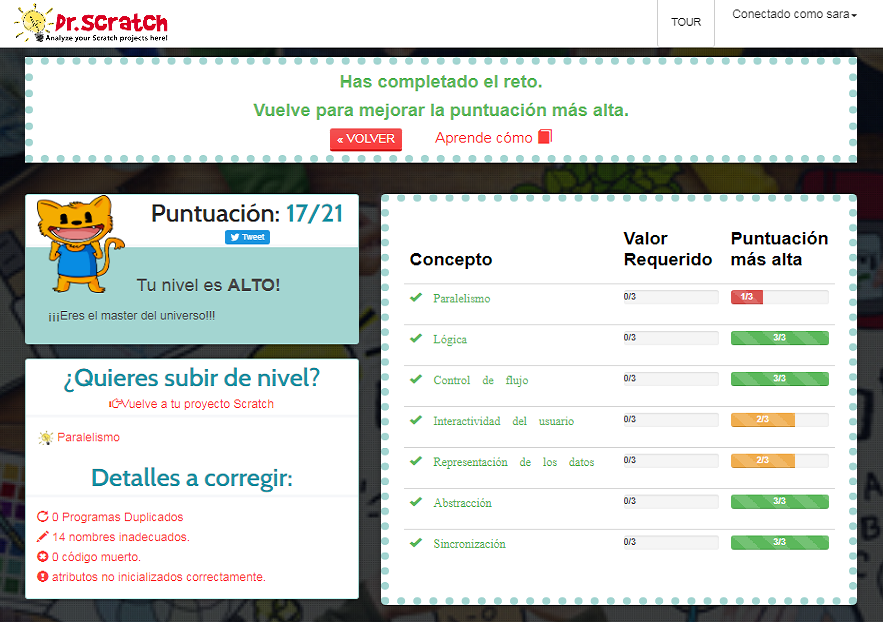 Dr.Scratch
Analyze your Scratch projects here!
TOUR
Conectado como sara
Has completado el reto.
Vuelve para mejorar la puntuación más alta.
« VOLVER
Aprende cómo
Puntuación: 17/21
Tweet
Tu nivel es ALTO!
¡¡¡Eres el master del universo!!!
¿Quieres subir de nivel?
Vuelve a tu proyecto Scratch
Paralelismo
Detalles a corregir:
0 Programas Duplicados
14 nombres inadecuados.
0 código muerto.
atributos no inicializados correctamente.
Concepto
Valor Requerido
Puntuación más alta
Paralelismo 0/3 1/3
Lógica 0/3 3/3
Control de flujo 0/3 3/3
Interactividad del usuario 0/3 2/3
Representación de los datos 0/3 2/3
Abstracción 0/3 3/3
Sincronización 0/3 3/3